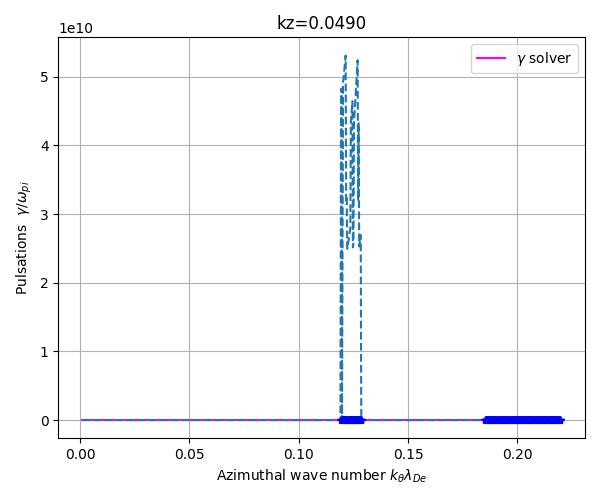 kz=0.0490
1e10
γ solver
5
4
3
2
1
0
Pulsations γ/ω_pi
0.00 0.05 0.10 0.15 0.20
Azimuthal wave number k_θλ_De